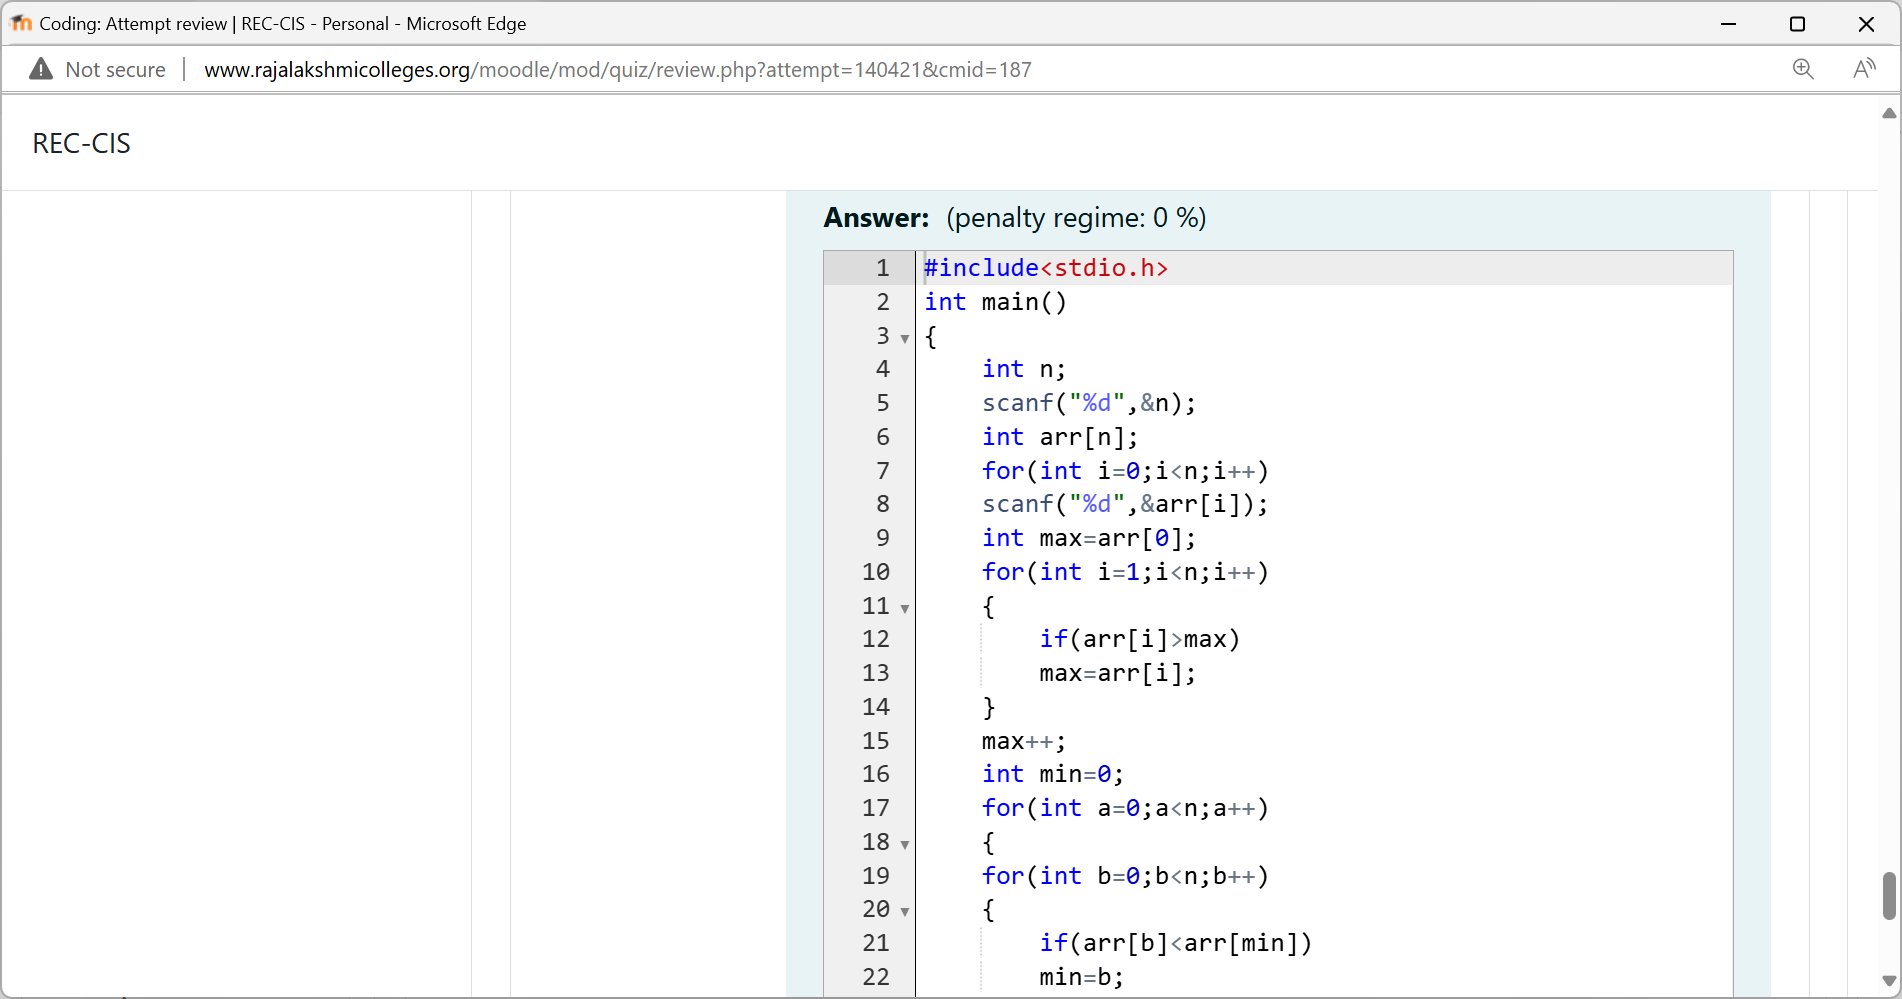 Coding: Attempt review | REC-CIS - Personal - Microsoft Edge
Not secure | www.rajalakshmicolleges.org/moodle/mod/quiz/review.php?attempt=140421&cmid=187
REC-CIS
Answer: (penalty regime: 0 %)
1 #include<stdio.h>
2 int main()
3 {
4     int n;
5     scanf("%d",&n);
6     int arr[n];
7     for(int i=0;i<n;i++)
8     scanf("%d",&arr[i]);
9     int max=arr[0];
10     for(int i=1;i<n;i++)
11     {
12         if(arr[i]>max)
13         max=arr[i];
14     }
15     max++;
16     int min=0;
17     for(int a=0;a<n;a++)
18     {
19     for(int b=0;b<n;b++)
20     {
21         if(arr[b]<arr[min])
22         min=b;